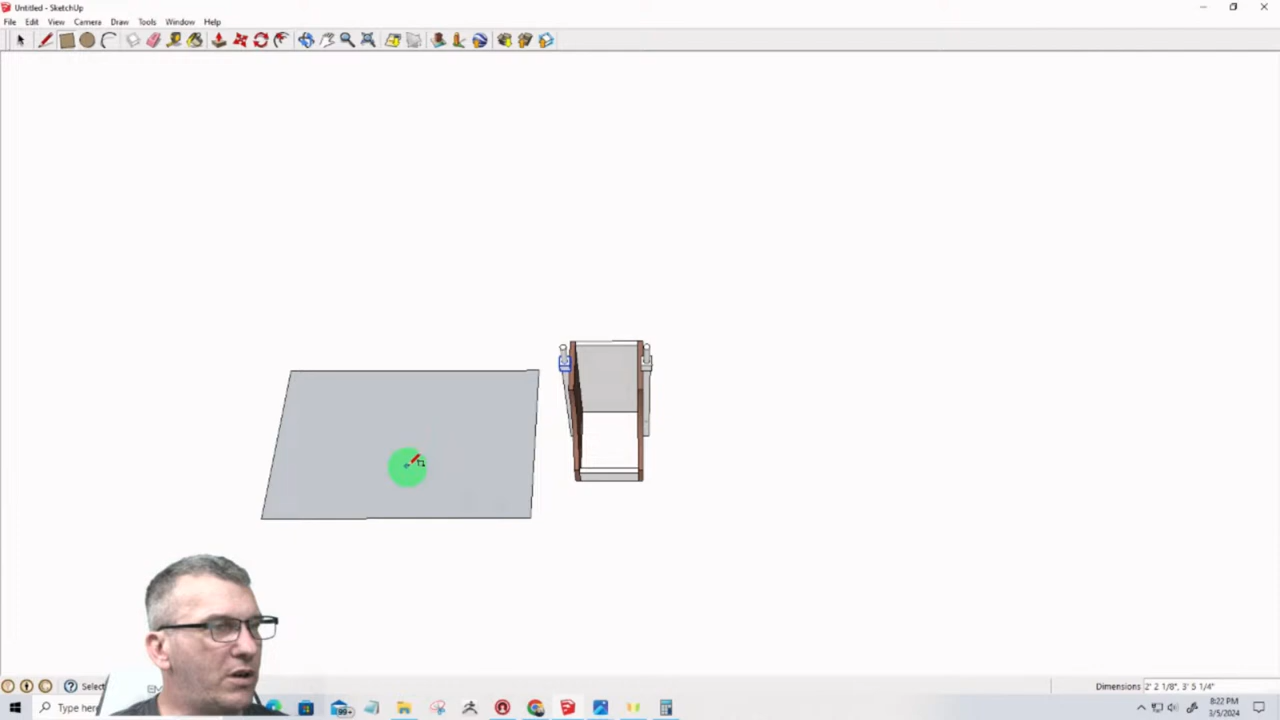 Untitled - SketchUp
File Edit View Camera Draw Tools Window Help
Select
Dimensions 2' 2 1/8", 3' 5 1/4"
Type here
99+
8:22 PM
3/5/2024